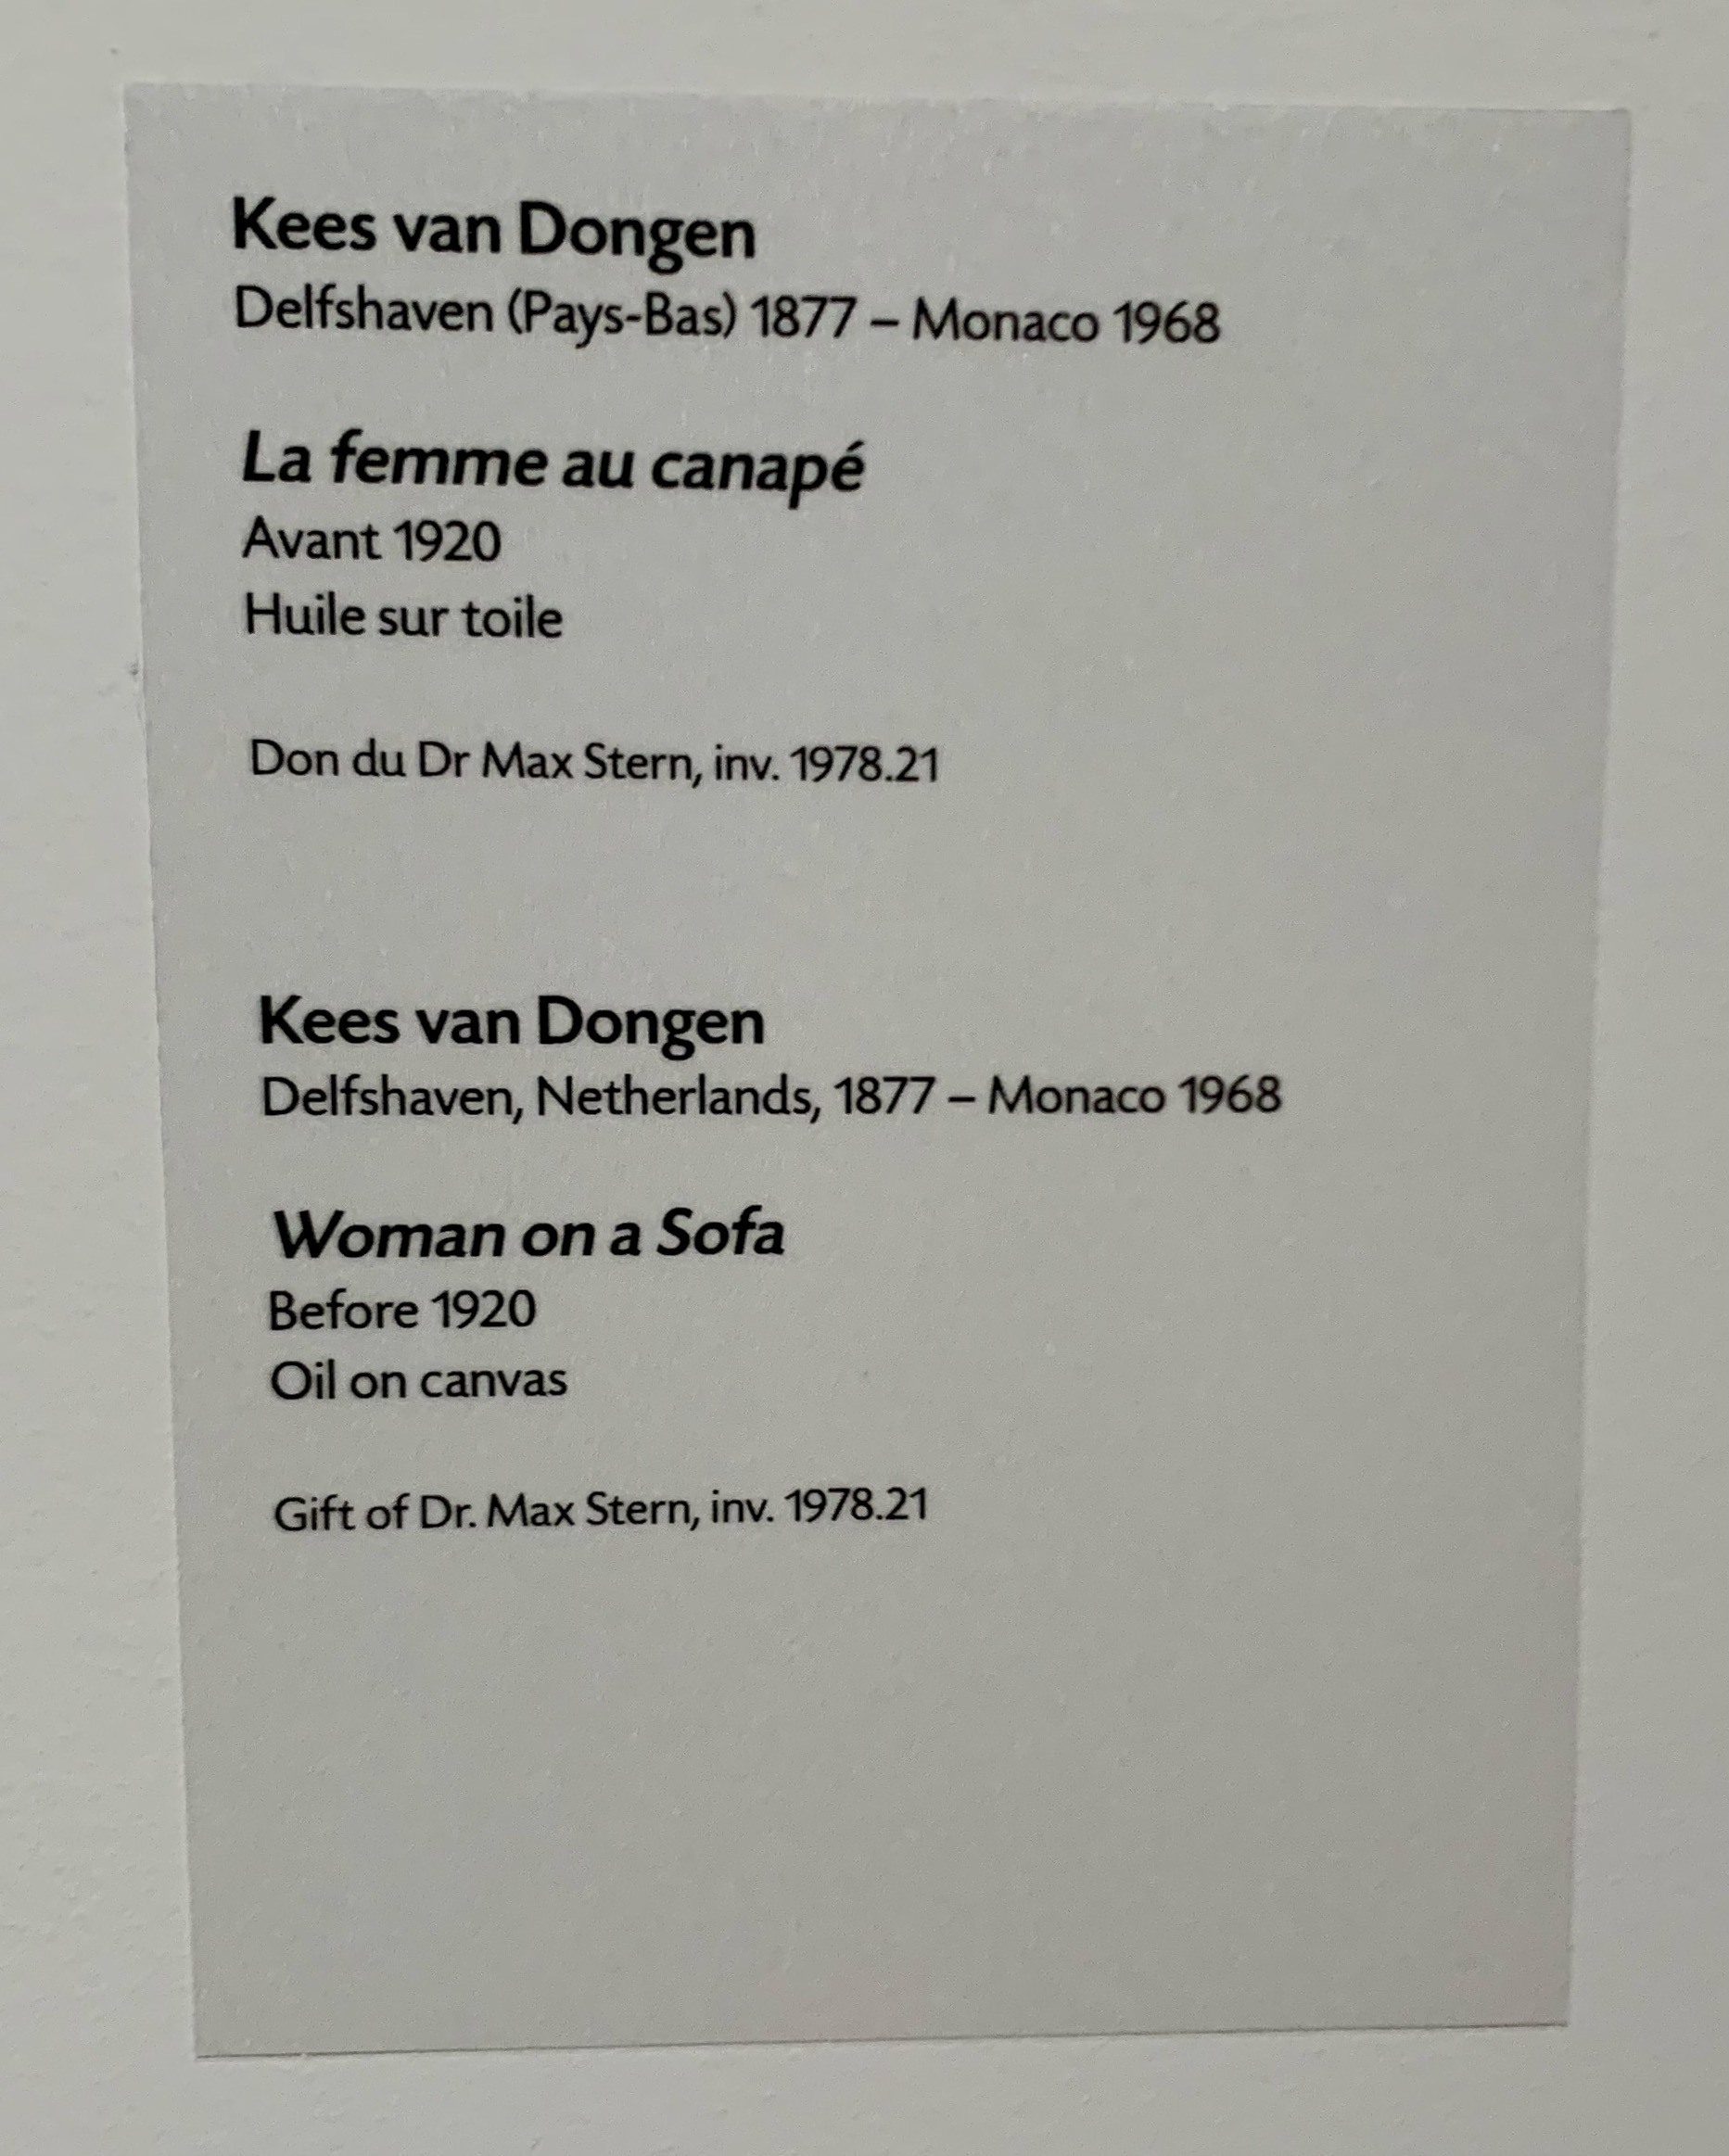 Kees van Dongen
Delfshaven (Pays-Bas) 1877 – Monaco 1968
La femme au canapé
Avant 1920
Huile sur toile
Don du Dr Max Stern, inv. 1978.21
Kees van Dongen
Delfshaven, Netherlands, 1877 – Monaco 1968
Woman on a Sofa
Before 1920
Oil on canvas
Gift of Dr. Max Stern, inv. 1978.21